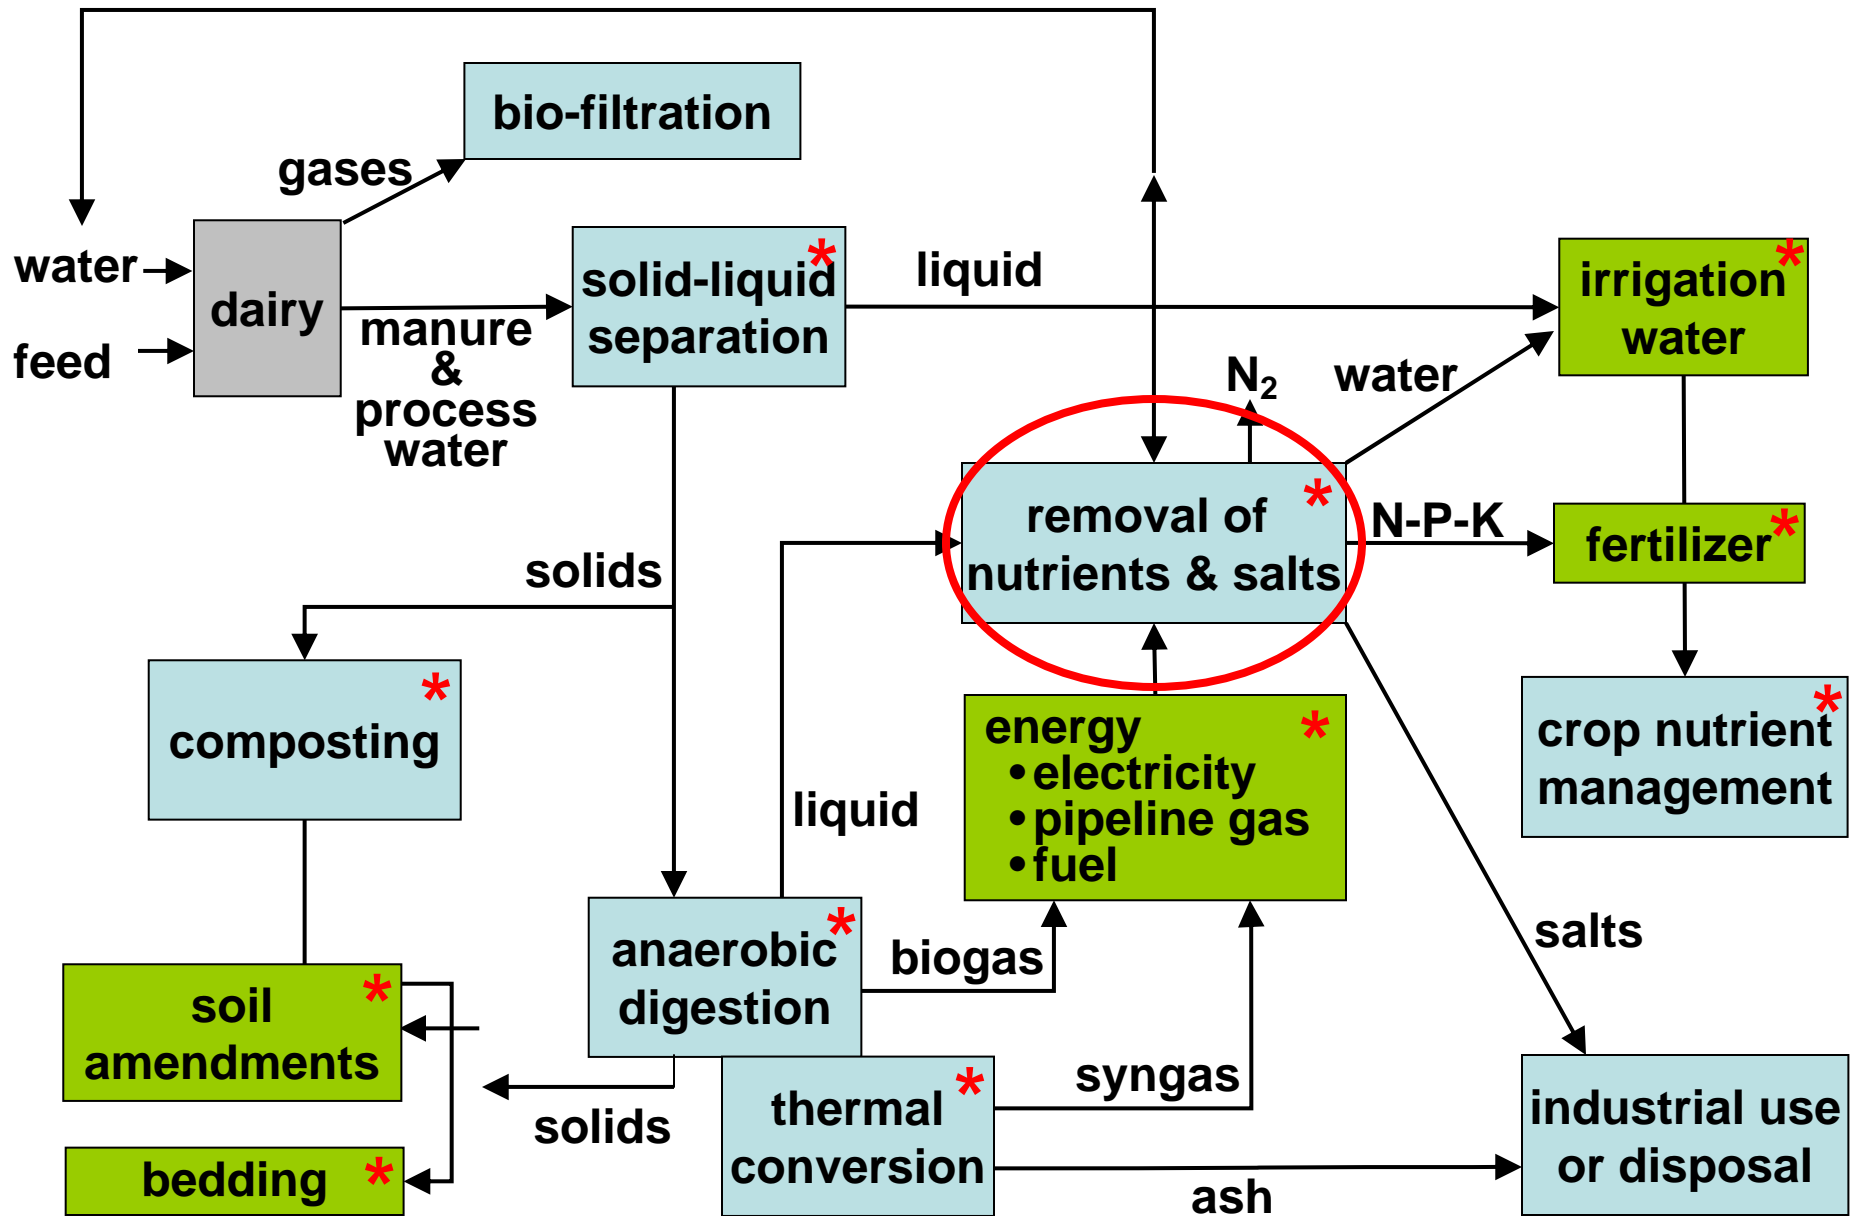 bio-filtration
gases
water
feed
dairy
manure
&
process
water
solid-liquid
separation
*
liquid
irrigation
water
*
N₂
water
removal of
nutrients & salts
*
N-P-K
fertilizer
*
solids
composting
*
liquid
energy
•electricity
•pipeline gas
•fuel
*
crop nutrient
management
*
anaerobic
digestion
*
biogas
salts
soil
amendments
*
solids
bedding
*
thermal
conversion
*
syngas
ash
industrial use
or disposal